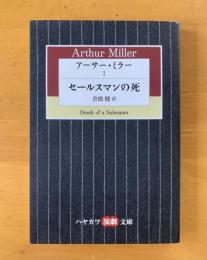 Arthur Miller
アーサー・ミラー
I
セールスマンの死
倉橋健 訳
Death of a Salesman
ハヤカワ演劇文庫